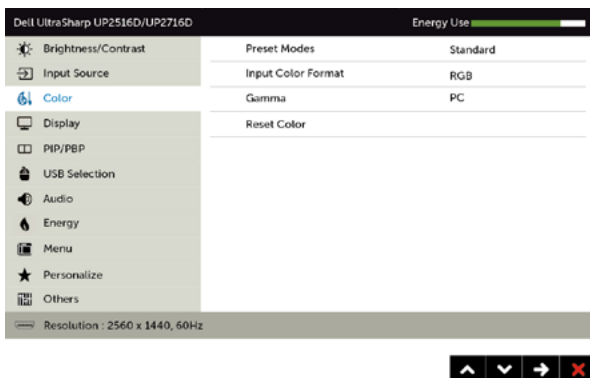 Dell UltraSharp UP2516D/UP2716D Energy Use
Brightness/Contrast Preset Modes Standard
Input Source Input Color Format RGB
Color Gamma PC
Display Reset Color
PIP/PBP
USB Selection
Audio
Energy
Menu
Personalize
Others
Resolution : 2560 x 1440, 60Hz